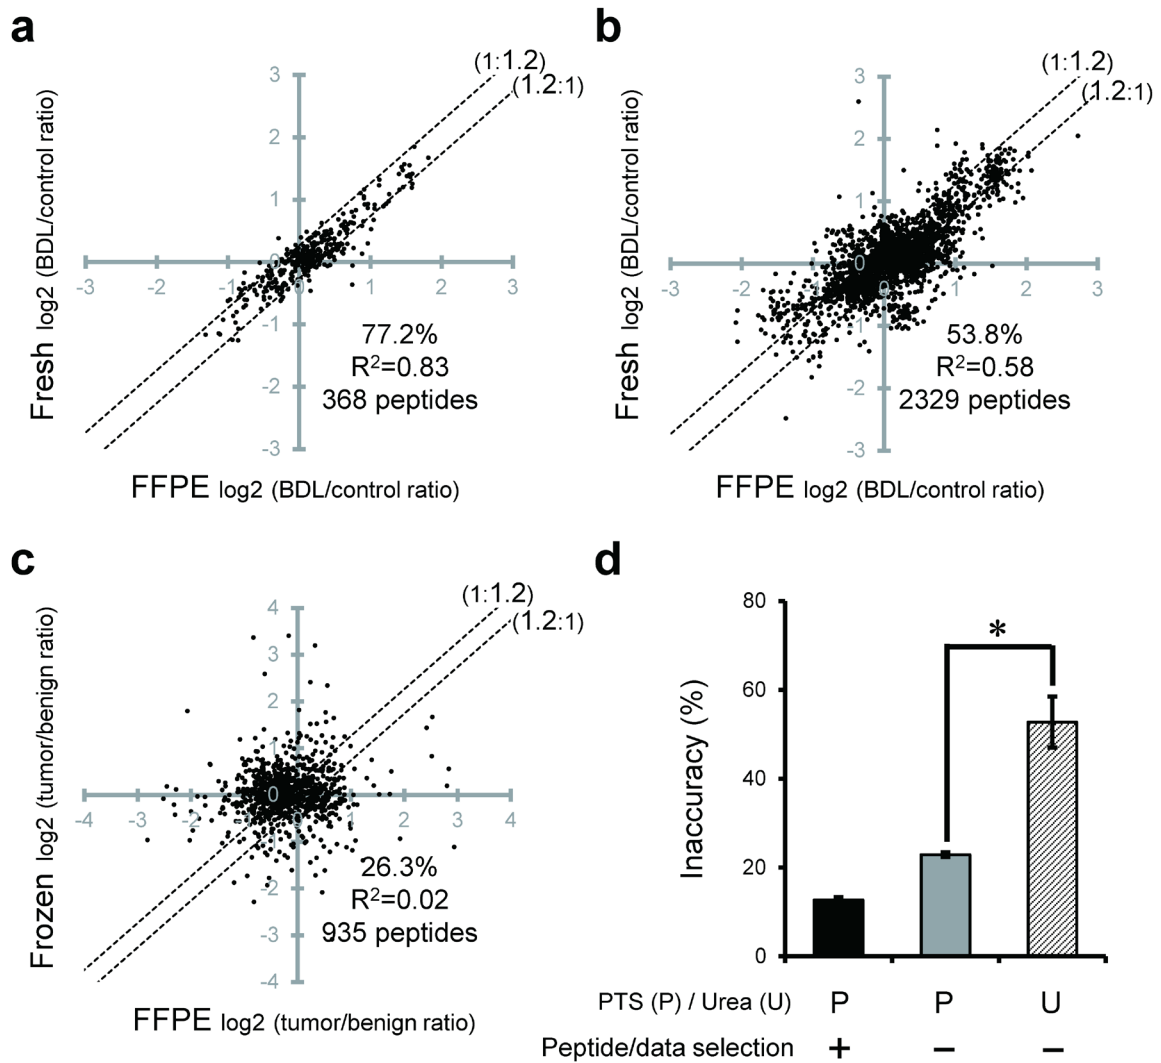 a
(1:1.2)
(1.2:1)
3
2
1
0
-3 -2 -1 0 1 2 3
-1
-2
-3
77.2%
R²=0.83
368 peptides
Fresh log2 (BDL/control ratio)
FFPE log2 (BDL/control ratio)
b
(1:1.2)
(1.2:1)
3
2
1
0
-3 -2 -1 0 1 2 3
-1
-2
-3
53.8%
R²=0.58
2329 peptides
Fresh log2 (BDL/control ratio)
FFPE log2 (BDL/control ratio)
c
(1:1.2)
(1.2:1)
4
3
2
1
0
-4 -3 -2 -1 0 1 2 3 4
-1
-2
-3
-4
26.3%
R²=0.02
935 peptides
Frozen log2 (tumor/benign ratio)
FFPE log2 (tumor/benign ratio)
d
80
60
40
20
0
*
Inaccuracy (%)
PTS (P) / Urea (U) P P U
Peptide/data selection + − −